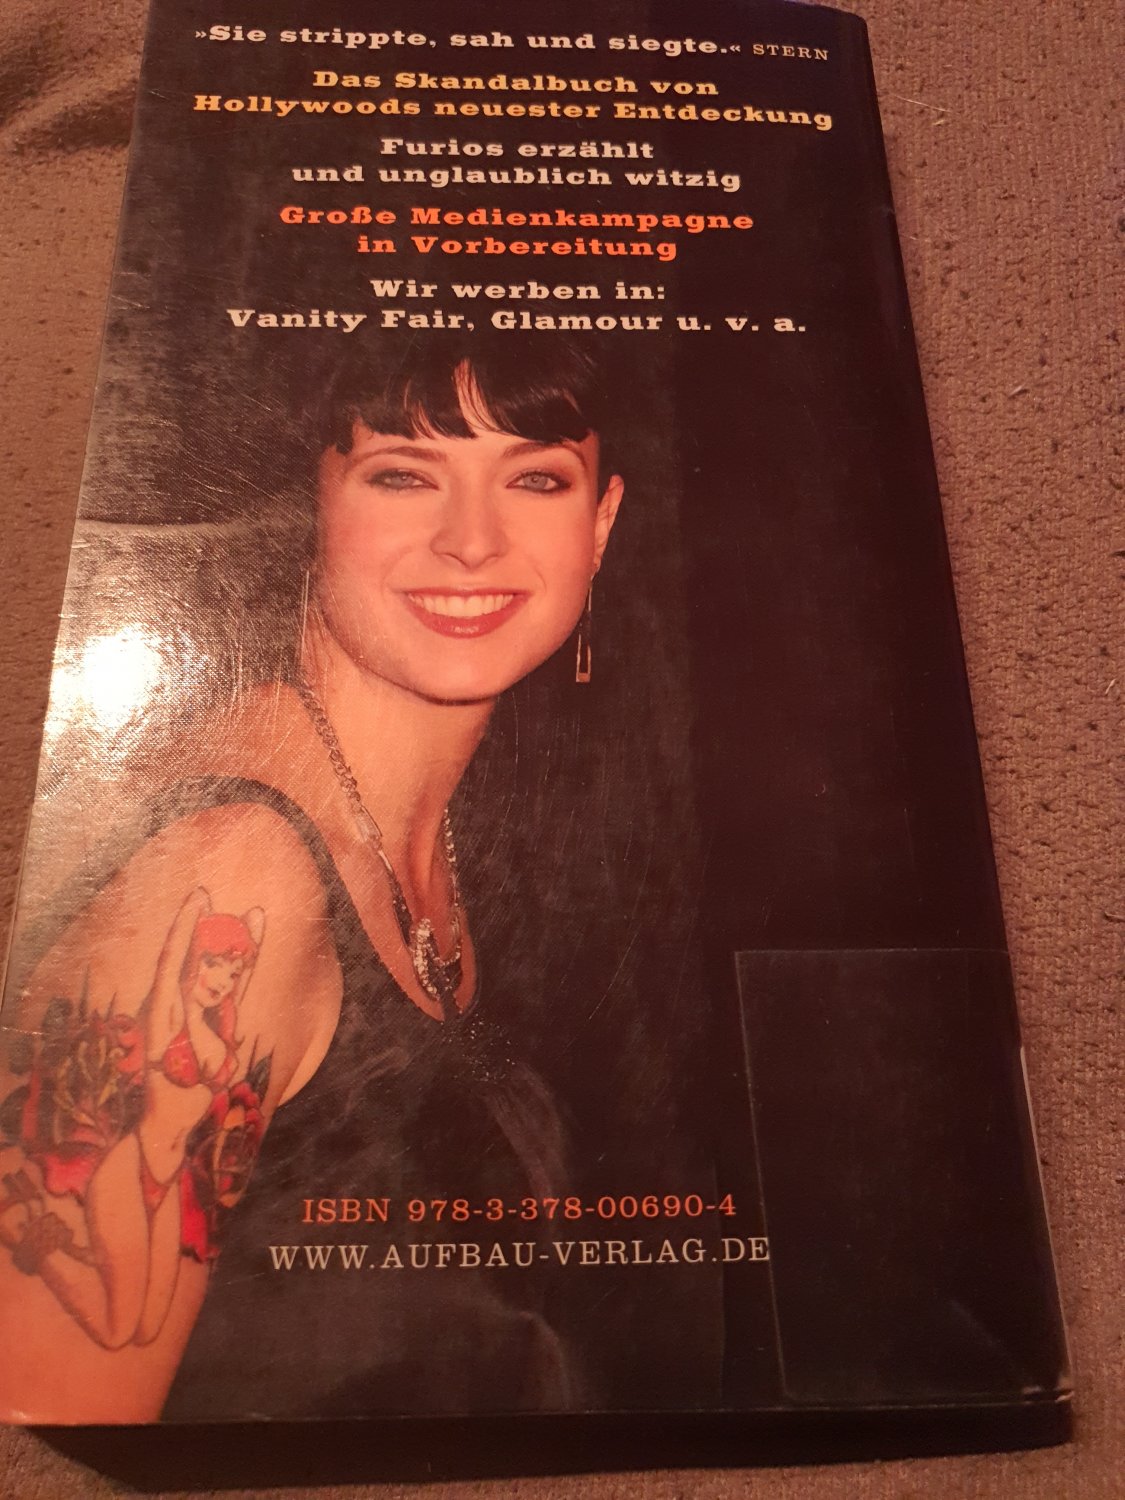 »Sie strippte, sah und siegte.« STERN
Das Skandalbuch von
Hollywoods neuester Entdeckung
Furios erzählt
und unglaublich witzig
Große Medienkampagne
in Vorbereitung
Wir werben in:
Vanity Fair, Glamour u. v. a.
ISBN 978-3-378-00690-4
WWW.AUFBAU-VERLAG.DE